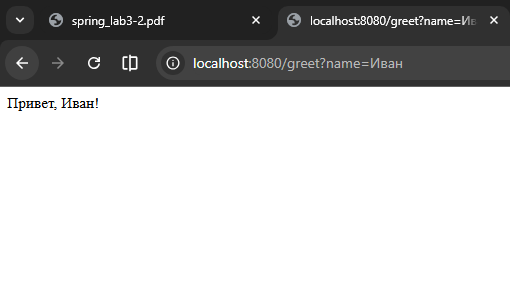 spring_lab3-2.pdf
localhost:8080/greet?name=Ив
localhost:8080/greet?name=Иван
Привет, Иван!